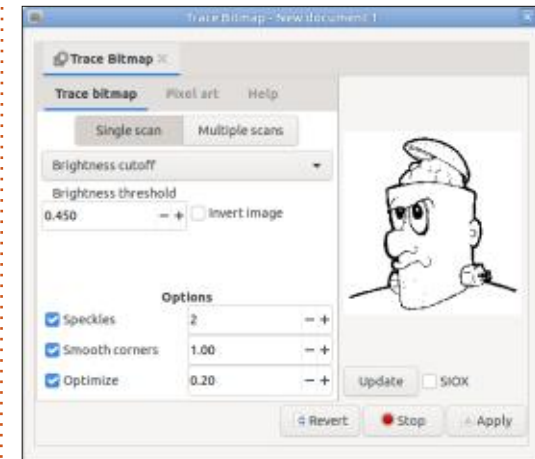 Trace Bitmap - New document 1
Trace Bitmap
Trace bitmap Pixel art Help
Single scan Multiple scans
Brightness cutoff
Brightness threshold
0.450 - + Invert image
Options
Speckles 2 - +
Smooth corners 1.00 - +
Optimize 0.20 - +
Update SIOX
Revert Stop Apply